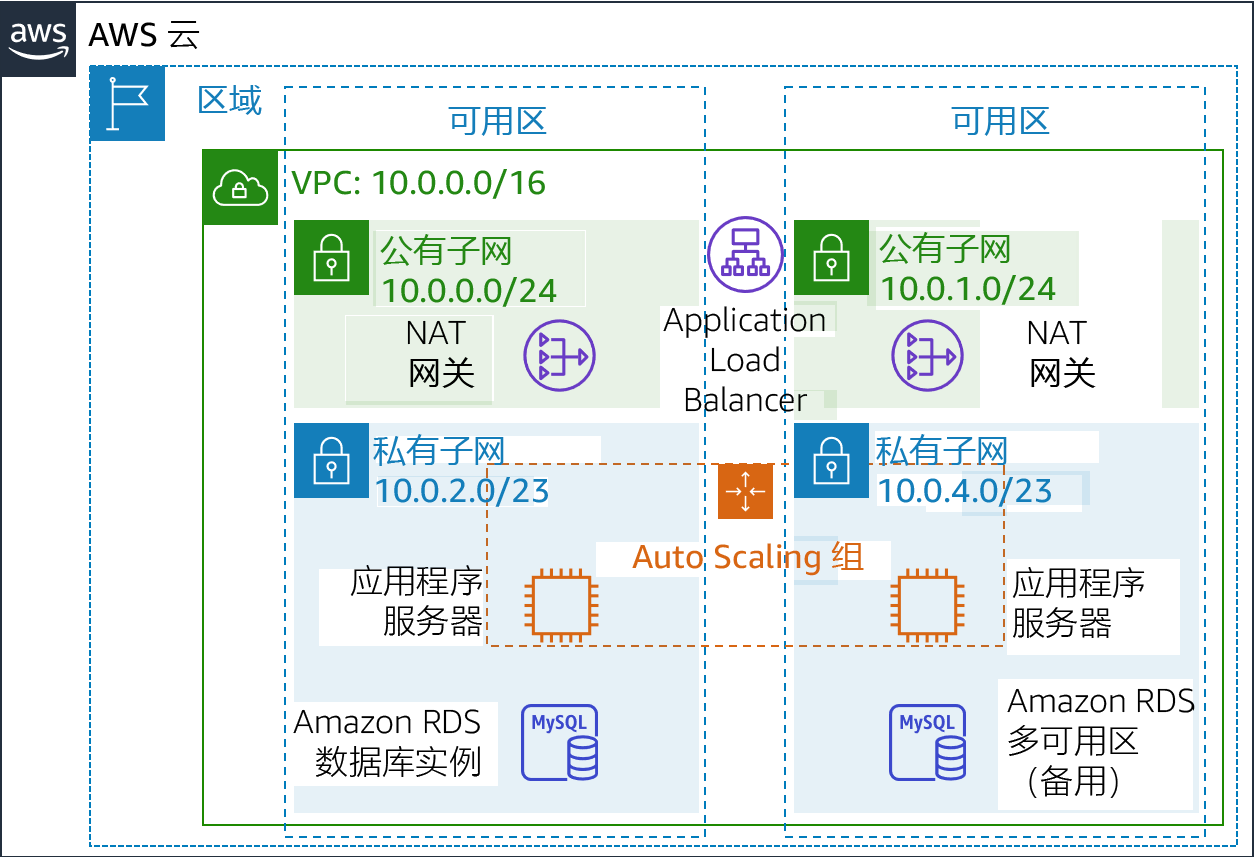 aws
AWS 云
区域
可用区
可用区
VPC: 10.0.0.0/16
公有子网
10.0.0.0/24
NAT
网关
Application
Load
Balancer
公有子网
10.0.1.0/24
NAT
网关
私有子网
10.0.2.0/23
私有子网
10.0.4.0/23
Auto Scaling 组
应用程序
服务器
应用程序
服务器
Amazon RDS
数据库实例
MySQL
MySQL
Amazon RDS
多可用区
（备用）